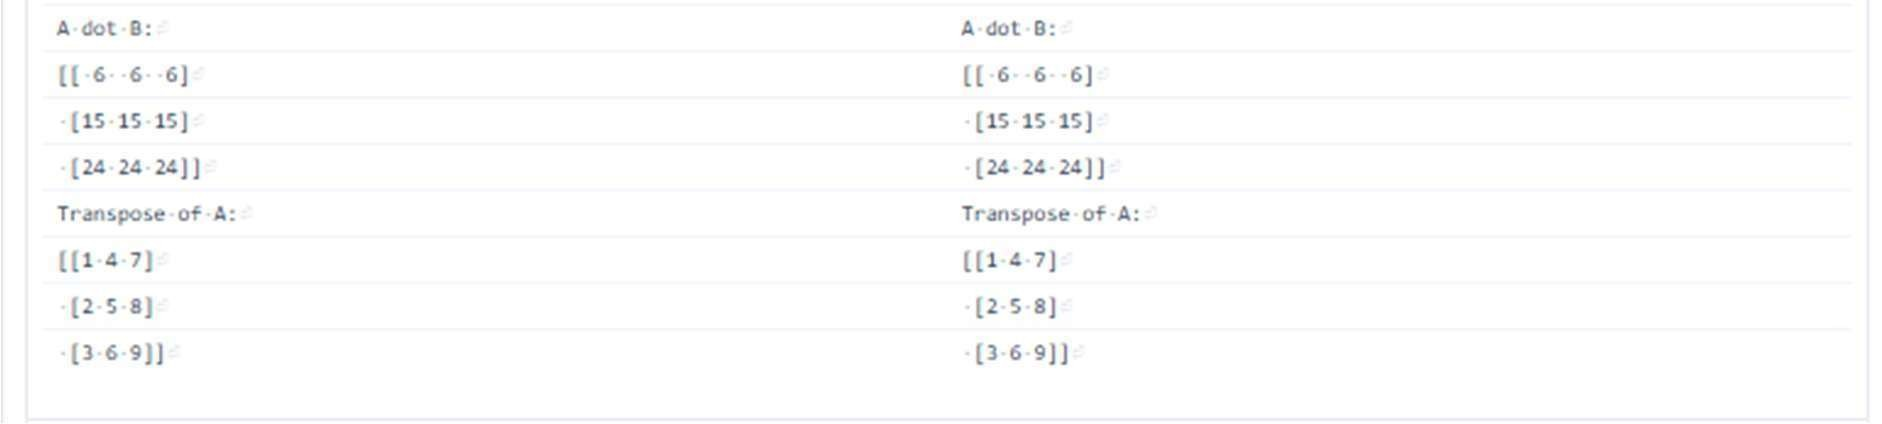 A dot B:
[[ 6  6  6]
 [15 15 15]
 [24 24 24]]
Transpose of A:
[[1 4 7]
 [2 5 8]
 [3 6 9]]
A dot B:
[[ 6  6  6]
 [15 15 15]
 [24 24 24]]
Transpose of A:
[[1 4 7]
 [2 5 8]
 [3 6 9]]